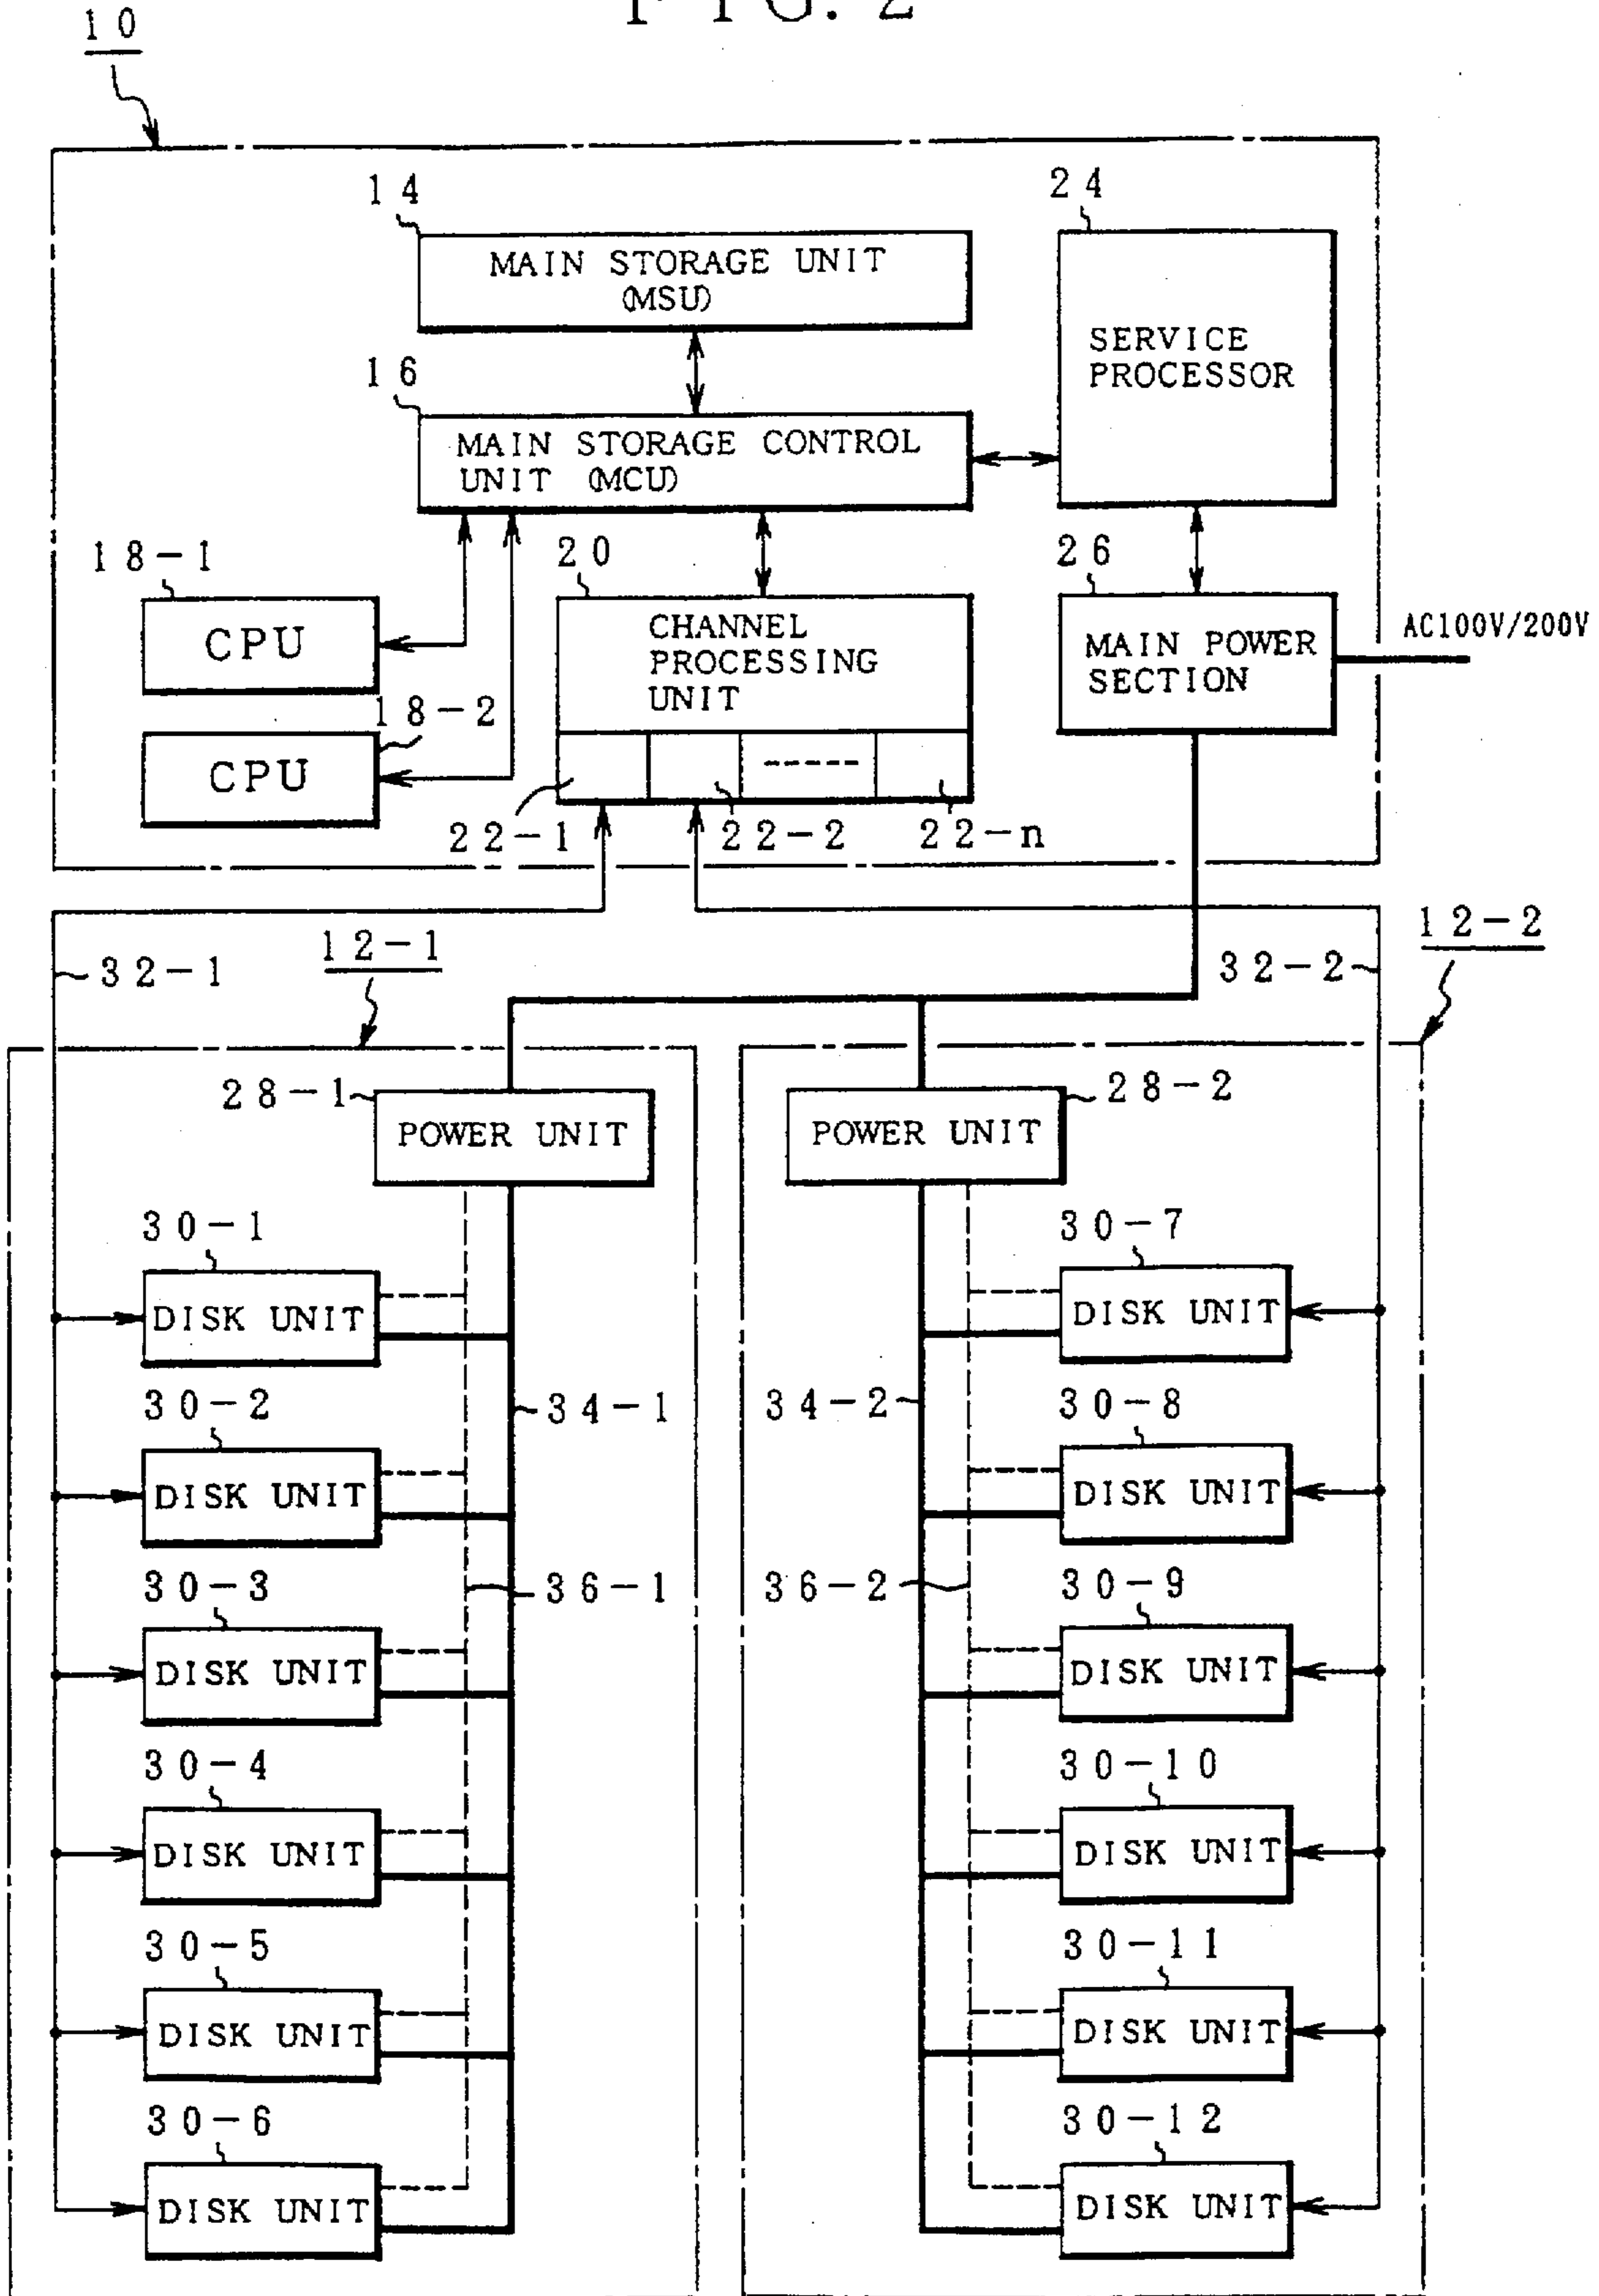 FIG. 2
10
14
24
MAIN STORAGE UNIT
(MSU)
SERVICE
PROCESSOR
16
MAIN STORAGE CONTROL
UNIT (MCU)
18-1
20
26
CPU
CHANNEL
PROCESSING
UNIT
MAIN POWER
SECTION
AC100V/200V
18-2
CPU
22-1
22-2
22-n
32-1
12-1
32-2
12-2
28-1
POWER UNIT
28-2
POWER UNIT
30-1
DISK UNIT
30-7
DISK UNIT
30-2
DISK UNIT
34-1
34-2
30-8
DISK UNIT
30-3
DISK UNIT
36-1
36-2
30-9
DISK UNIT
30-4
DISK UNIT
30-10
DISK UNIT
30-5
DISK UNIT
30-11
DISK UNIT
30-6
DISK UNIT
30-12
DISK UNIT